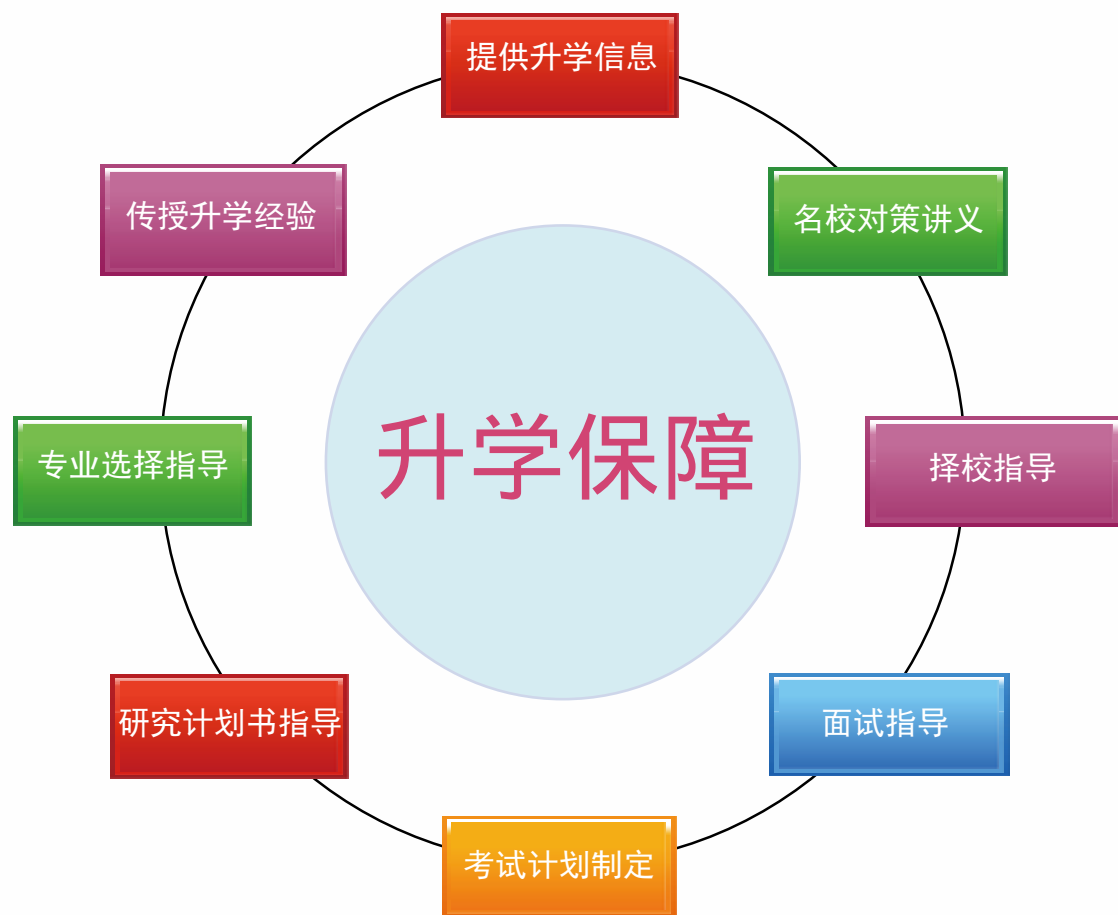 提供升学信息
传授升学经验
名校对策讲义
升学保障
专业选择指导
择校指导
研究计划书指导
面试指导
考试计划制定